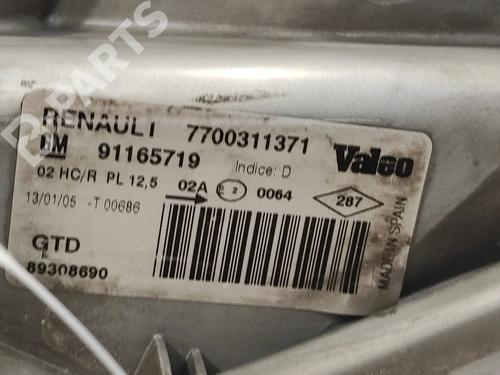 B-PARTS
RENAULT 7700311371
GM 91165719 Indice: D Valeo
02 HC/R PL 12,5 02A E2 0064 287
13/01/05 -T 00686
GTD
89308690
MADE IN SPAIN